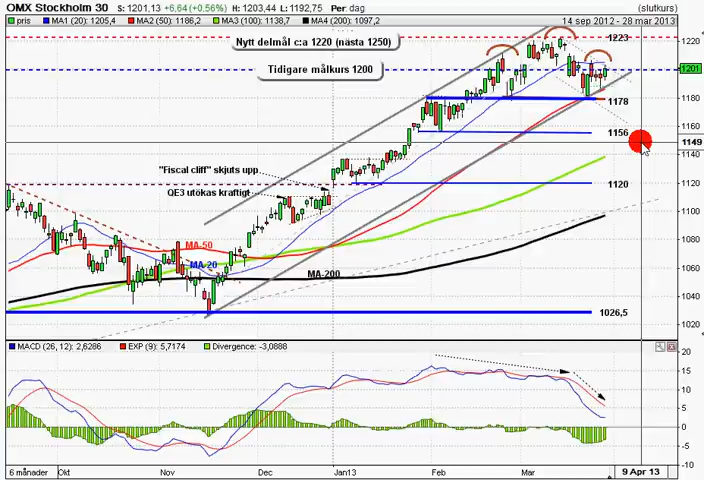 OMX Stockholm 30 S: 1201,13 +6,64 (+0,56%) H: 1203,44 L: 1192,75 Per: dag (slutkurs)
pris MA1 (20): 1205,4 MA2 (50): 1186,2 MA3 (100): 1138,7 MA4 (200): 1097,2 14 sep 2012 - 28 mar 2013
Nytt delmål c:a 1220 (nästa 1250)
Tidigare målkurs 1200
1223
1220
1201
1180
1178
1156
1149
1140
1120
1120
1100
1080
1060
1040
1026,5
1020
"Fiscal cliff" skjuts upp
QE3 utökas kraftigt
MA-50
MA-20
MA-200
MACD (26, 12): 2,6286 EXP (9): 5,7174 Divergence: -3,0888
20
15
10
5
0
-5
-10
6 månader Okt Nov Dec Jan13 Feb Mar 9 Apr 13